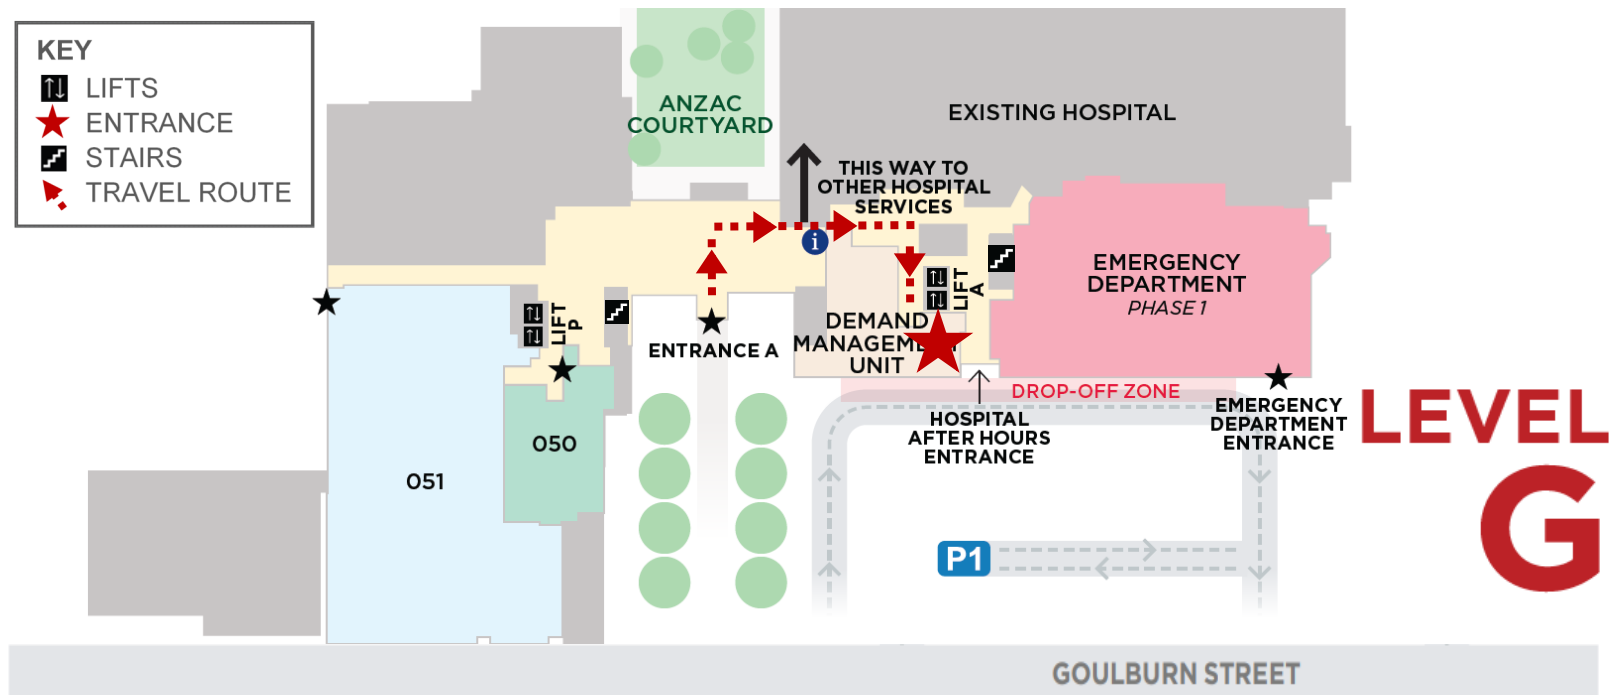 KEY
LIFTS
ENTRANCE
STAIRS
TRAVEL ROUTE
ANZAC
COURTYARD
EXISTING HOSPITAL
THIS WAY TO
OTHER HOSPITAL
SERVICES
i
LIFT
A
EMERGENCY
DEPARTMENT
PHASE 1
LIFT
P
ENTRANCE A
DEMAND
MANAGEMENT
UNIT
DROP-OFF ZONE
HOSPITAL
AFTER HOURS
ENTRANCE
EMERGENCY
DEPARTMENT
ENTRANCE
LEVEL
G
050
051
P1
GOULBURN STREET